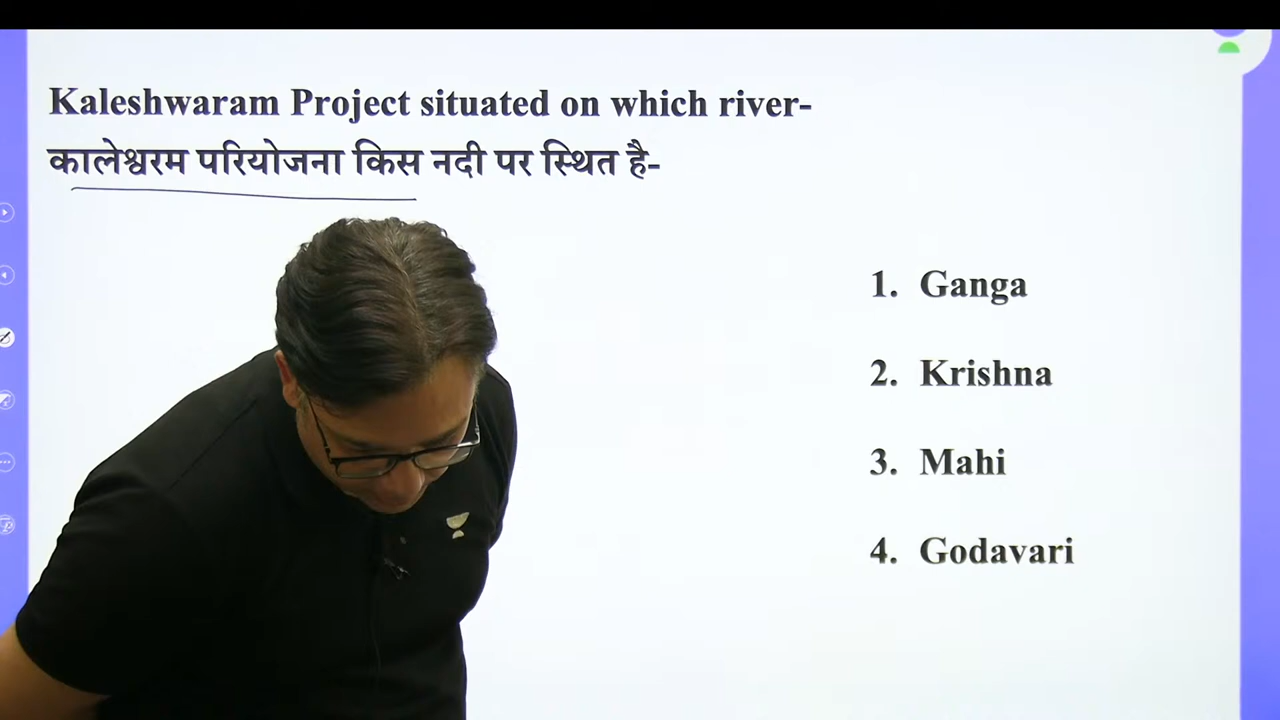 Kaleshwaram Project situated on which river-
कालेश्वरम परियोजना किस नदी पर स्थित है-
1. Ganga
2. Krishna
3. Mahi
4. Godavari